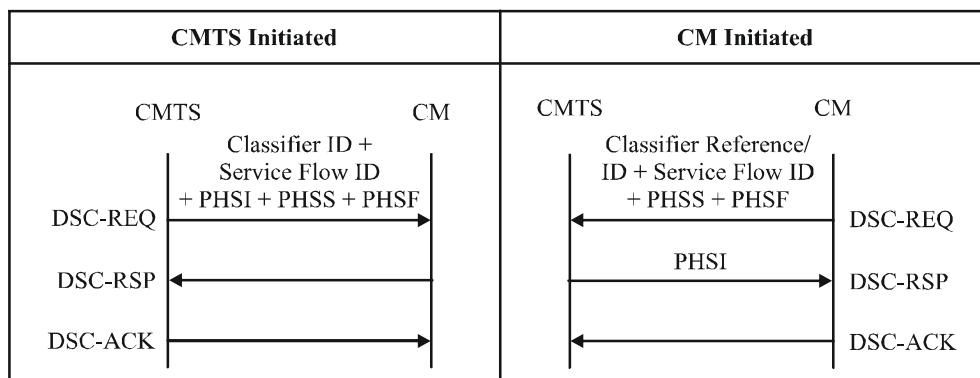 CMTS Initiated
CM Initiated
CMTS
CM
Classifier ID +
Service Flow ID
+ PHSI + PHSS + PHSF
DSC-REQ
DSC-RSP
DSC-ACK
CMTS
CM
Classifier Reference/
ID + Service Flow ID
+ PHSS + PHSF
DSC-REQ
PHSI
DSC-RSP
DSC-ACK